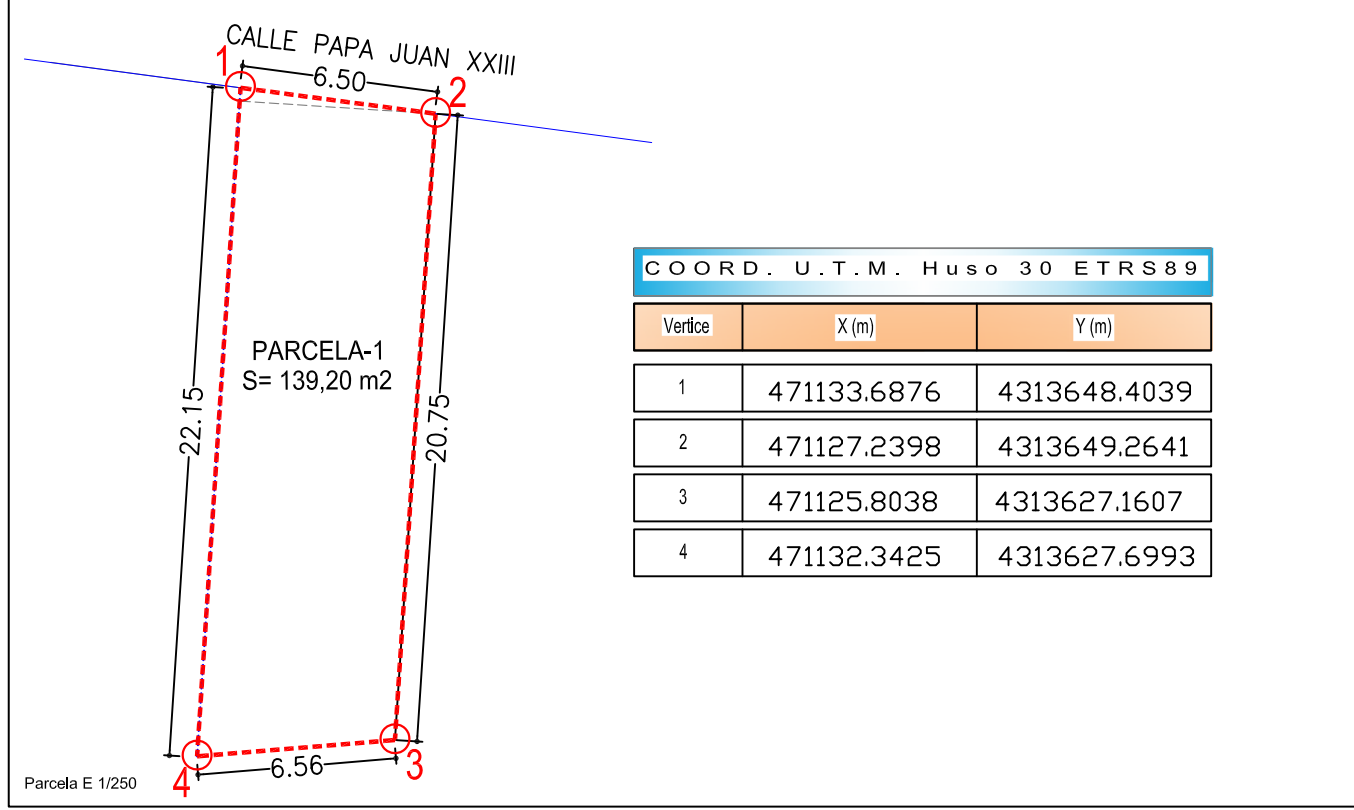 CALLE PAPA JUAN XXIII
1
6.50
2
PARCELA-1
S= 139,20 m2
22.15
20.75
6.56
3
4
Parcela E 1/250
COORD. U.T.M. Huso 30 ETRS89
Vertice X (m) Y (m)
1 471133.6876 4313648.4039
2 471127.2398 4313649.2641
3 471125.8038 4313627.1607
4 471132.3425 4313627.6993